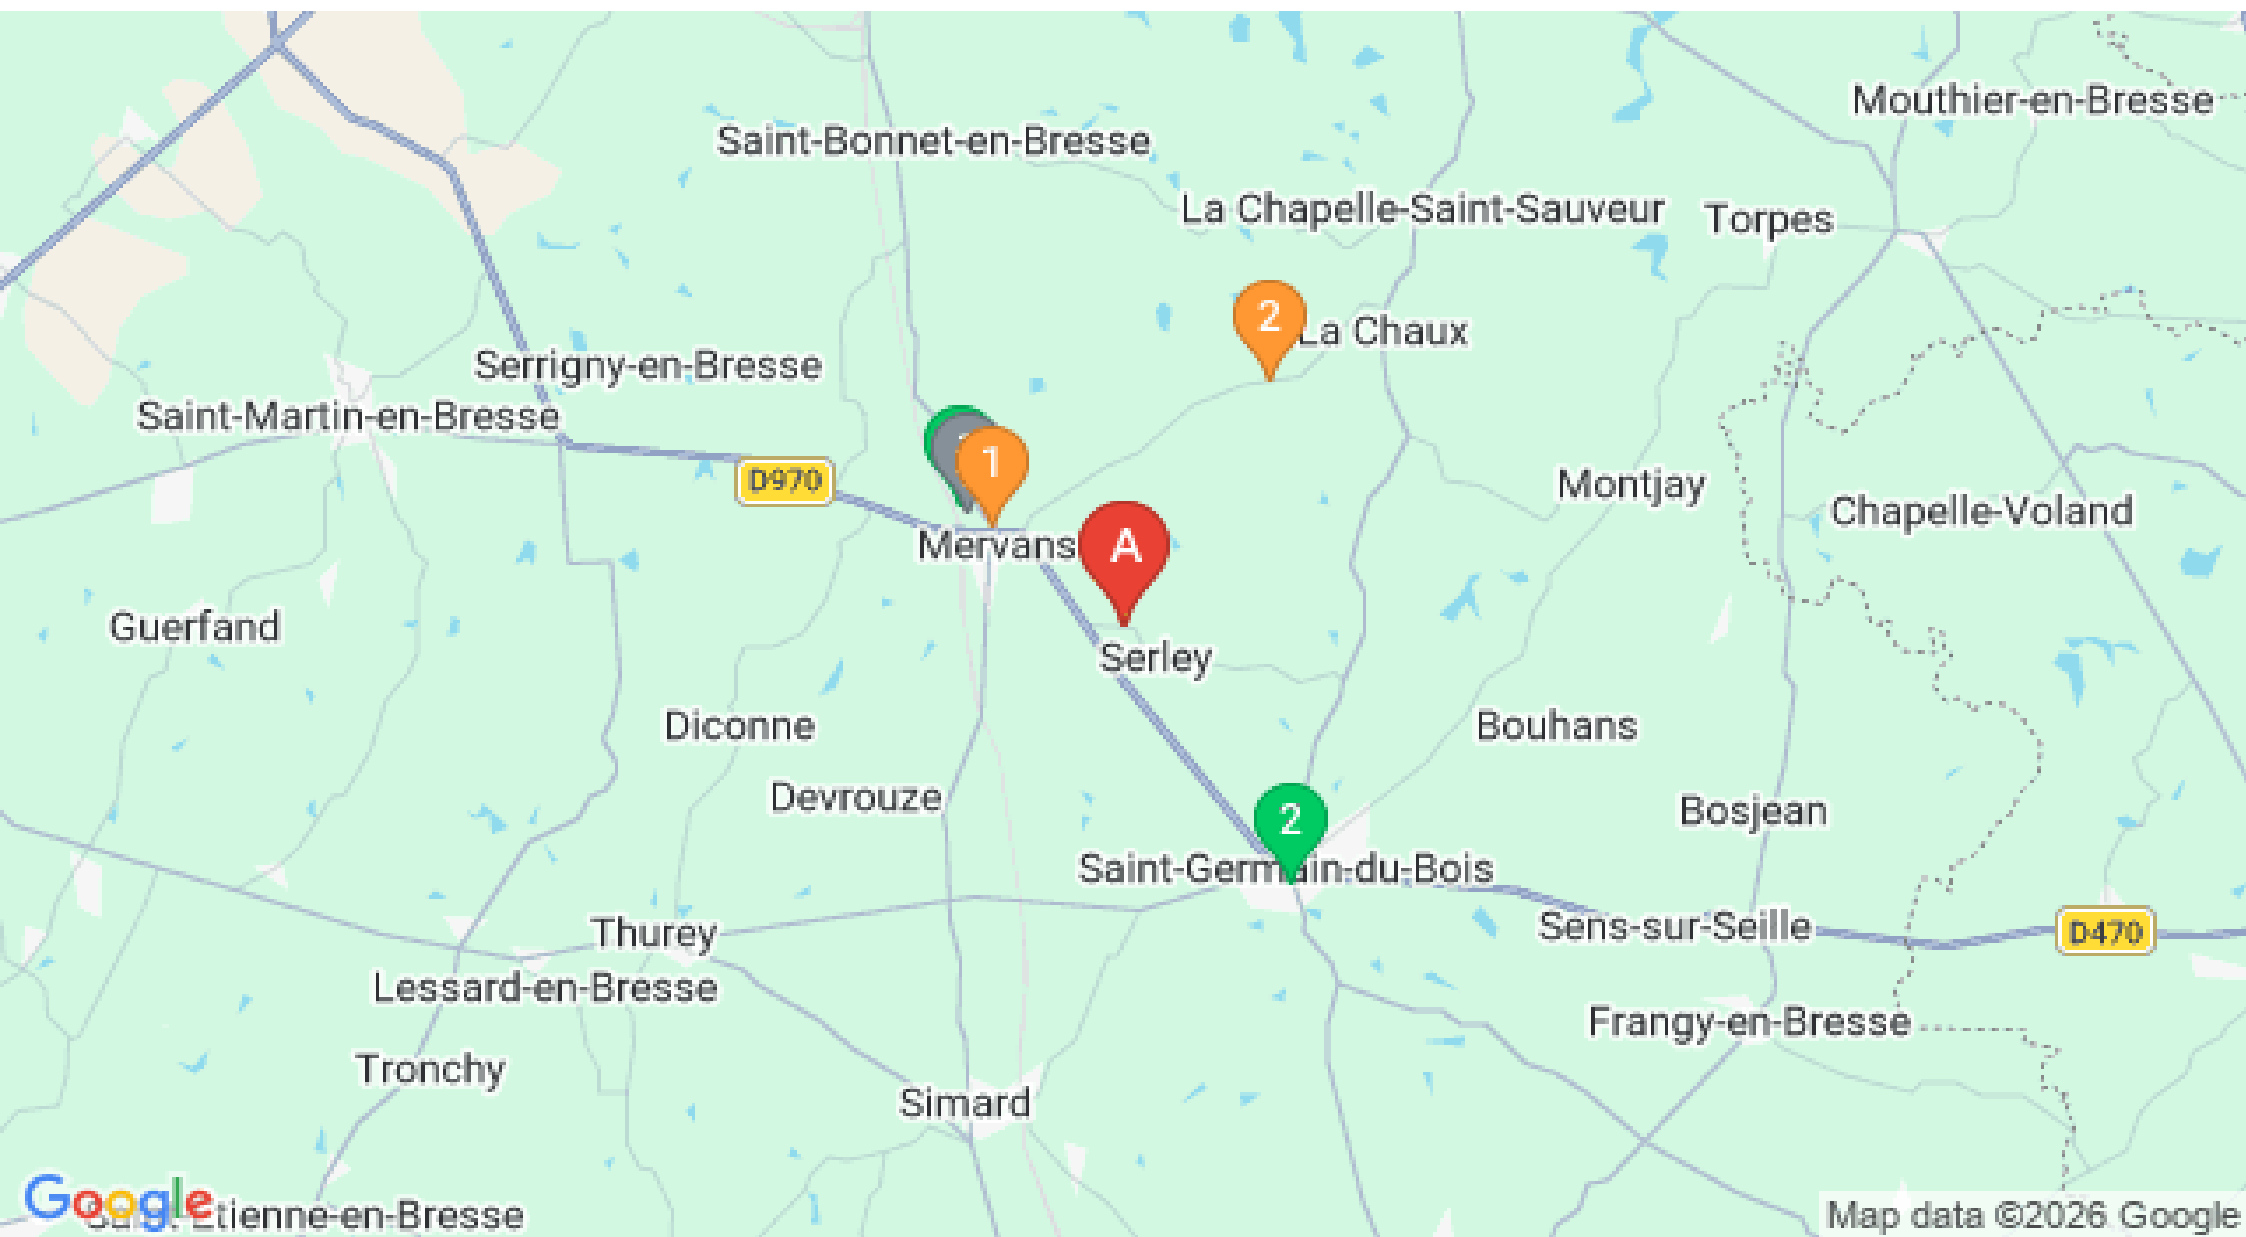 Mouthier-en-Bresse
Saint-Bonnet-en-Bresse
La Chapelle-Saint-Sauveur
Torpes
2
La Chaux
Serrigny-en-Bresse
Saint-Martin-en-Bresse
1
D970
Montjay
Chapelle-Voland
Mervans
A
Guerfand
Serley
Diconne
Bouhans
Devrouze
Bosjean
2
Saint-Germain-du-Bois
Thurey
Sens-sur-Seille
D470
Lessard-en-Bresse
Frangy-en-Bresse
Tronchy
Simard
Google
Étienne-en-Bresse
Map data ©2026 Google